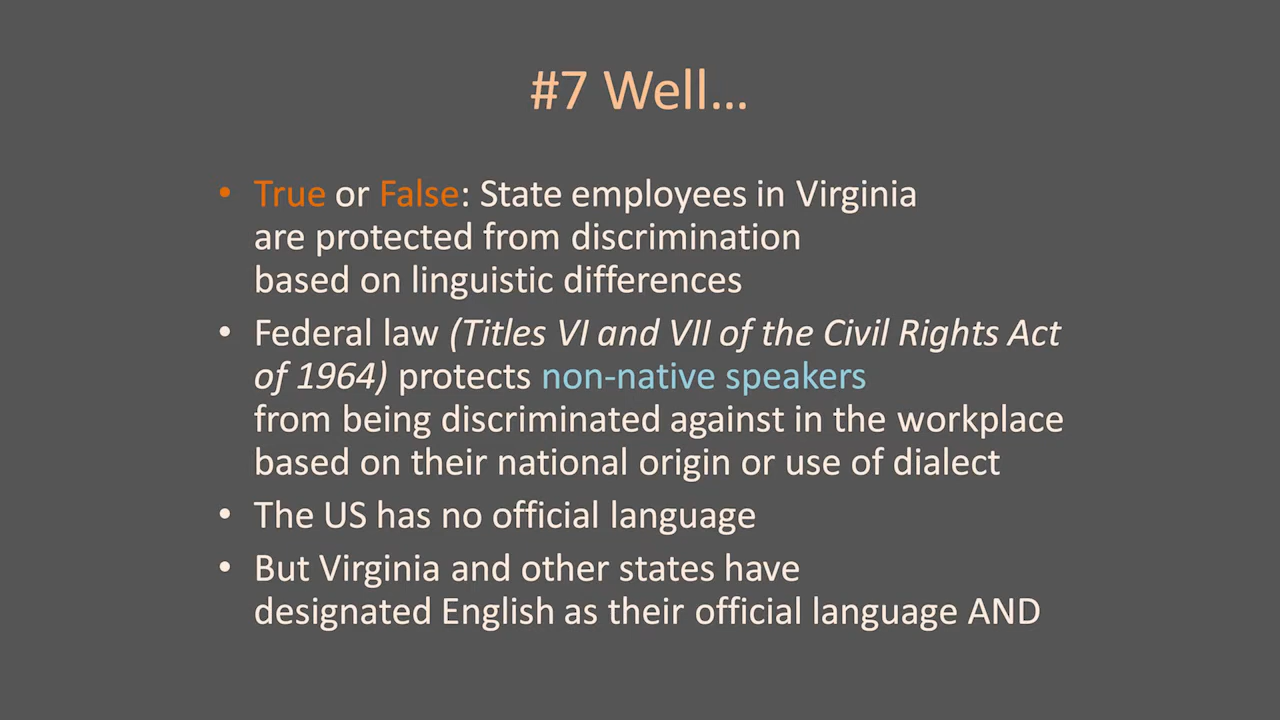 #7 Well…
• True or False: State employees in Virginia
are protected from discrimination
based on linguistic differences
• Federal law (Titles VI and VII of the Civil Rights Act
of 1964) protects non-native speakers
from being discriminated against in the workplace
based on their national origin or use of dialect
• The US has no official language
• But Virginia and other states have
designated English as their official language AND